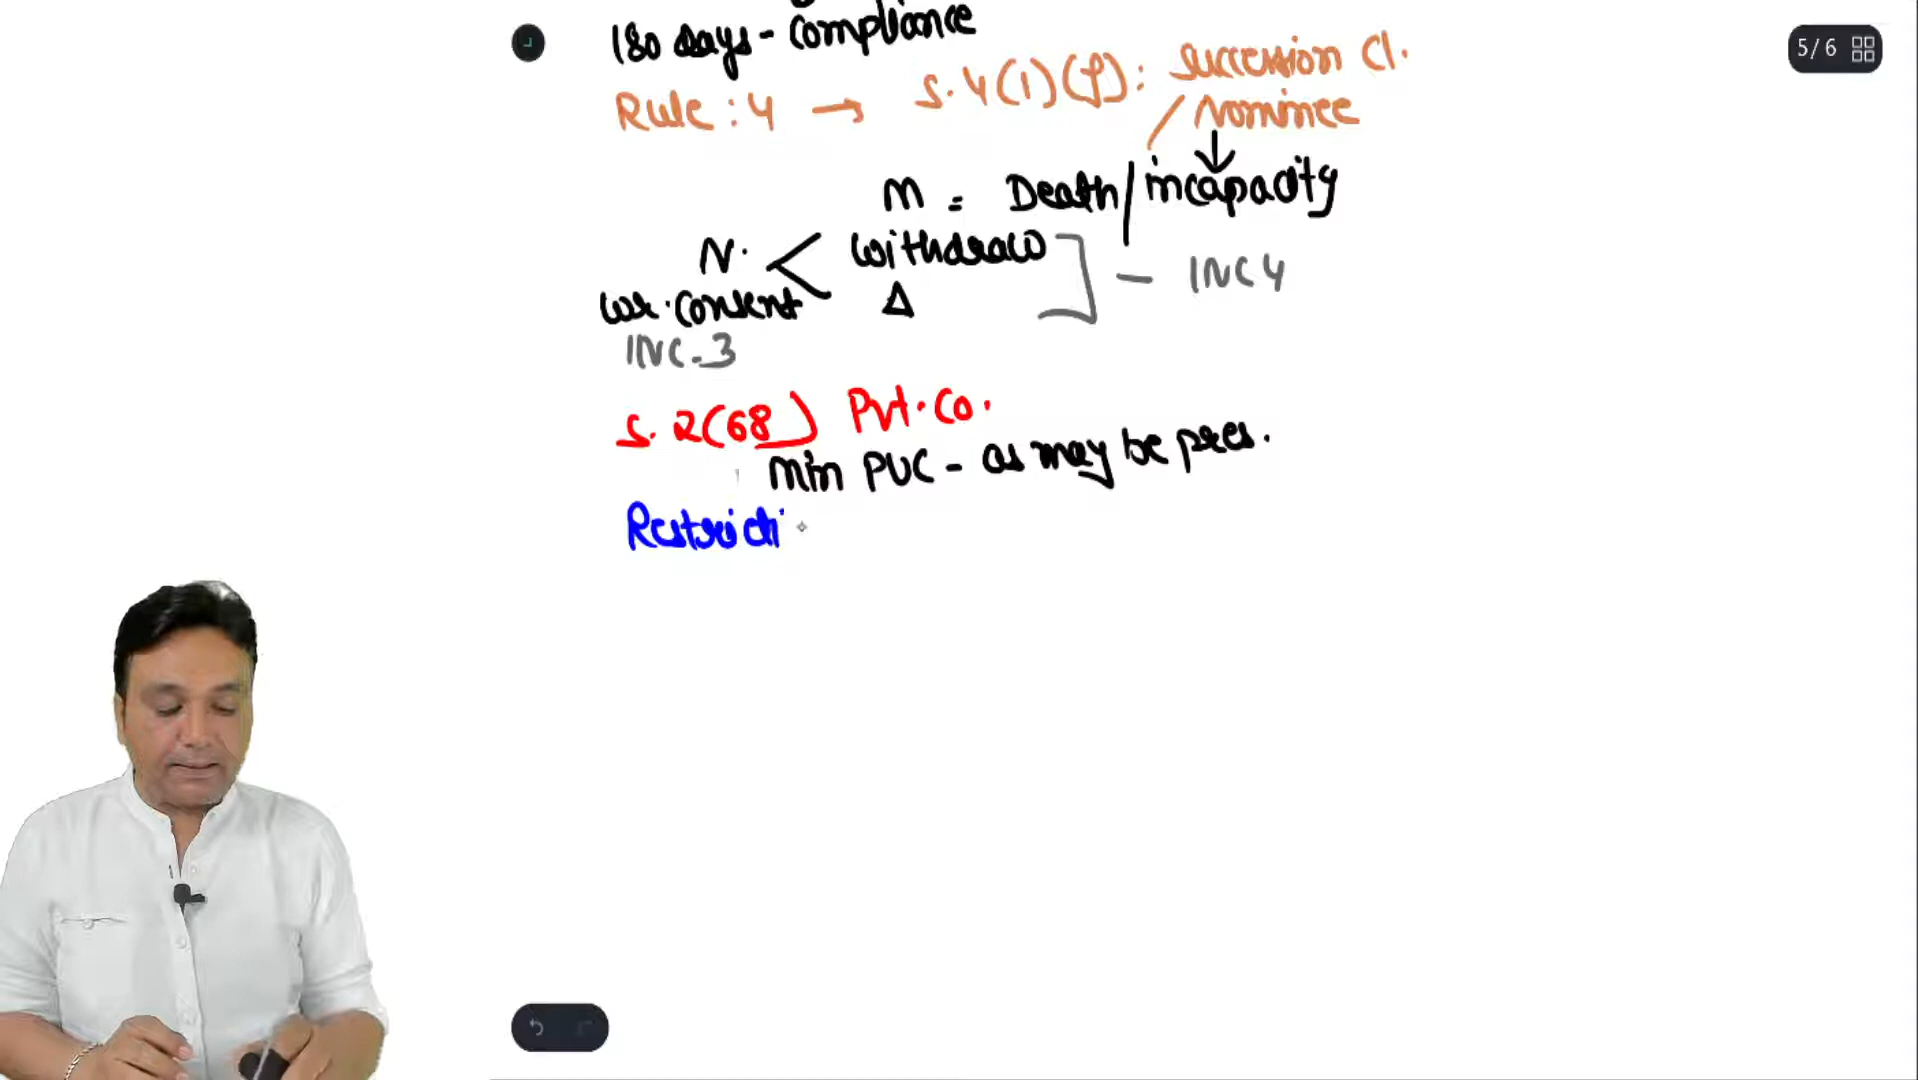 180 days - compliance
5/6
Rule : 4 → S. 4(1)(f) : Succession Cl.
/ Nominee
M = Death / incapacity
N. < withdraw
Δ
] — INC 4
wr. consent
INC-3
S. 2(68) Pvt. Co.
Min PUC - as may be pres.
Restricti